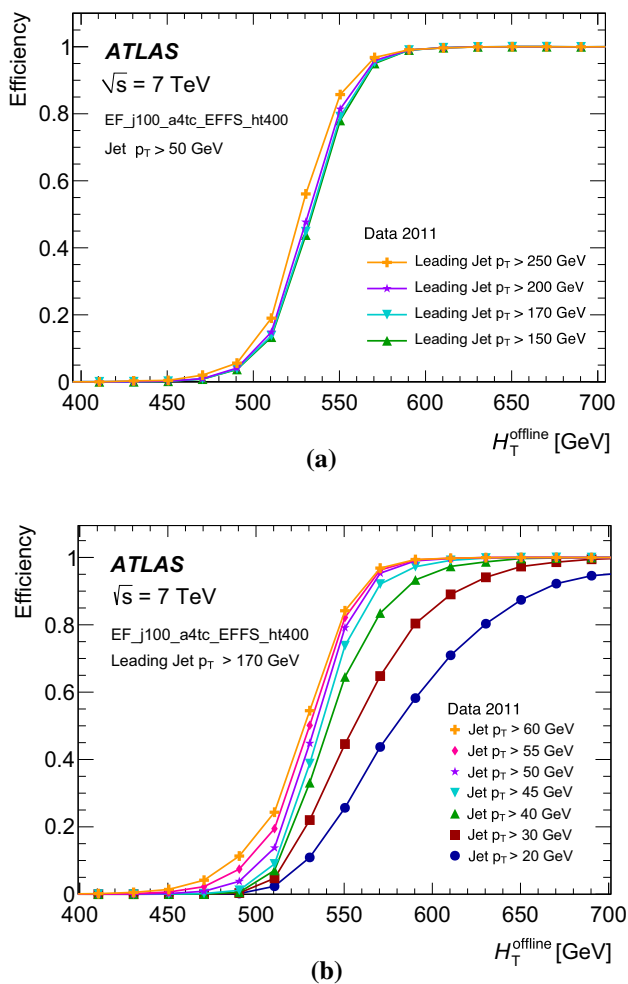 Efficiency
1
0.8
0.6
0.4
0.2
0
ATLAS
√s = 7 TeV
EF_j100_a4tc_EFFS_ht400
Jet p_T > 50 GeV
Data 2011
Leading Jet p_T > 250 GeV
Leading Jet p_T > 200 GeV
Leading Jet p_T > 170 GeV
Leading Jet p_T > 150 GeV
400 450 500 550 600 650 700
H_T^offline [GeV]
(a)
Efficiency
1
0.8
0.6
0.4
0.2
0
ATLAS
√s = 7 TeV
EF_j100_a4tc_EFFS_ht400
Leading Jet p_T > 170 GeV
Data 2011
Jet p_T > 60 GeV
Jet p_T > 55 GeV
Jet p_T > 50 GeV
Jet p_T > 45 GeV
Jet p_T > 40 GeV
Jet p_T > 30 GeV
Jet p_T > 20 GeV
400 450 500 550 600 650 700
H_T^offline [GeV]
(b)